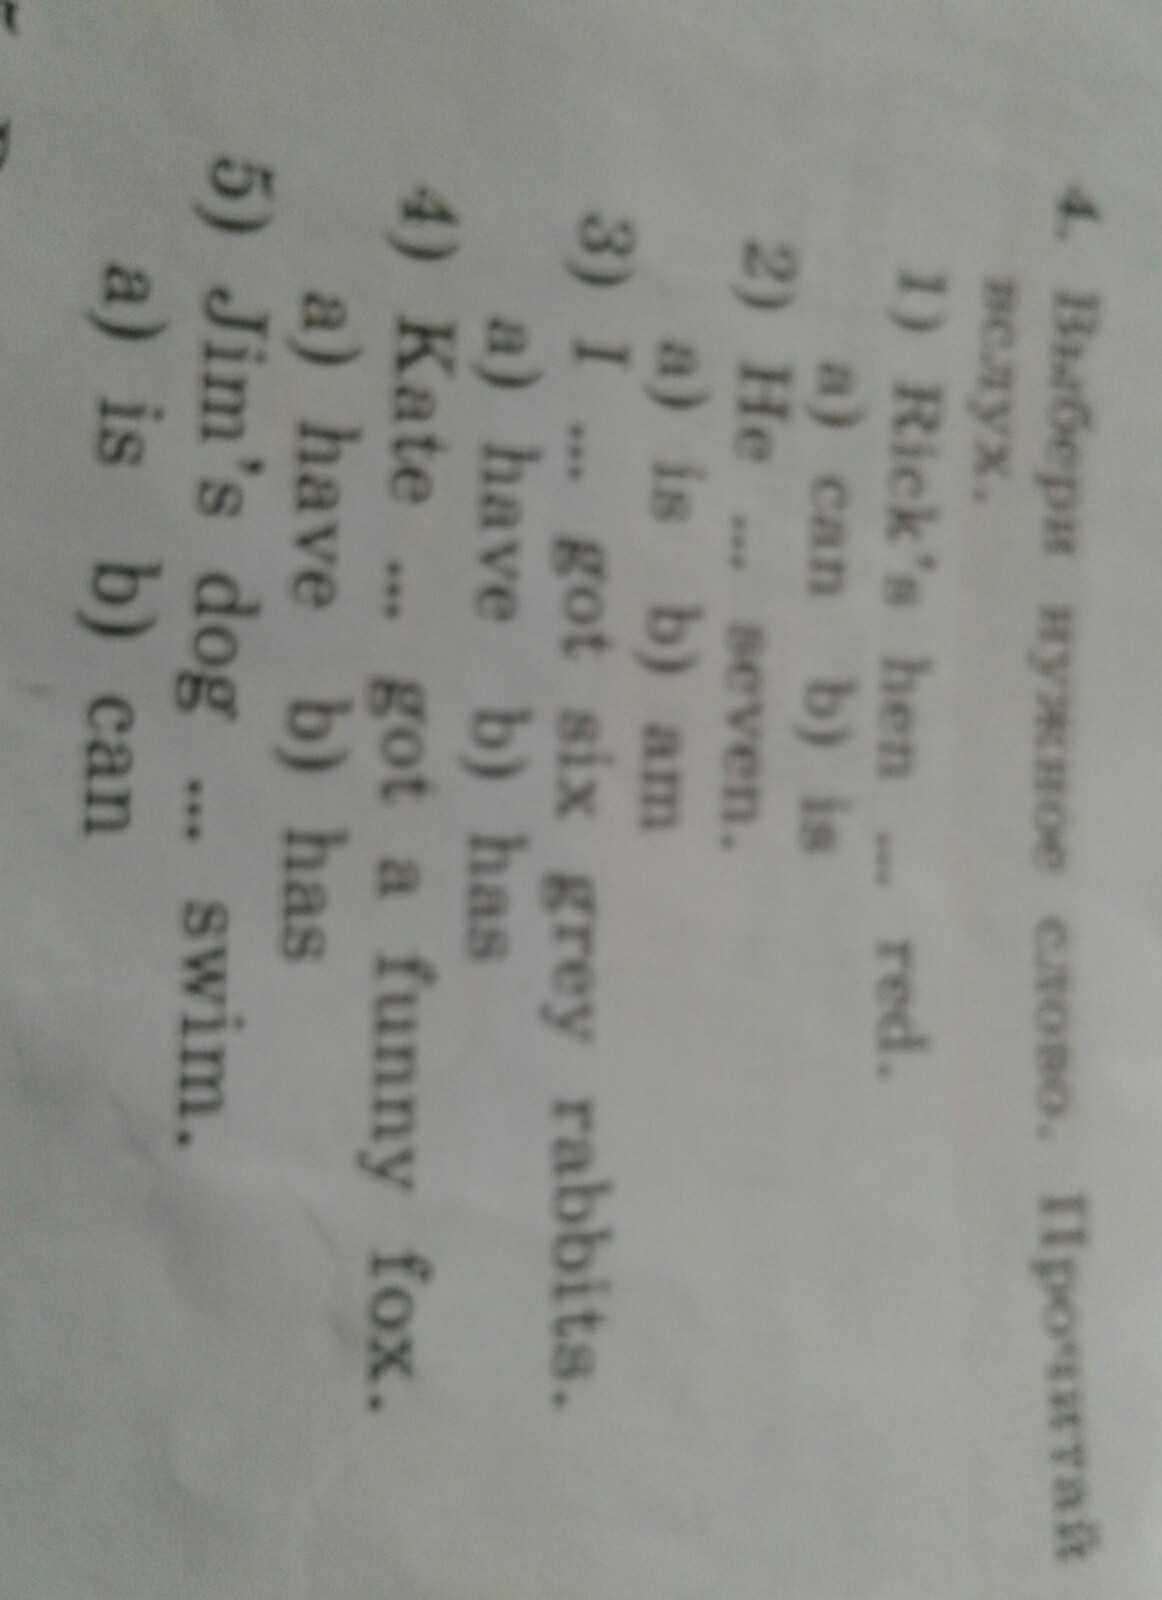 4. Выбери нужное слово. Прочитай
вслух.
1) Rick's hen ... red.
a) can b) is
2) He ... seven.
a) is b) am
3) I ... got six grey rabbits.
a) have b) has
4) Kate ... got a funny fox.
a) have b) has
5) Jim's dog ... swim.
a) is b) can